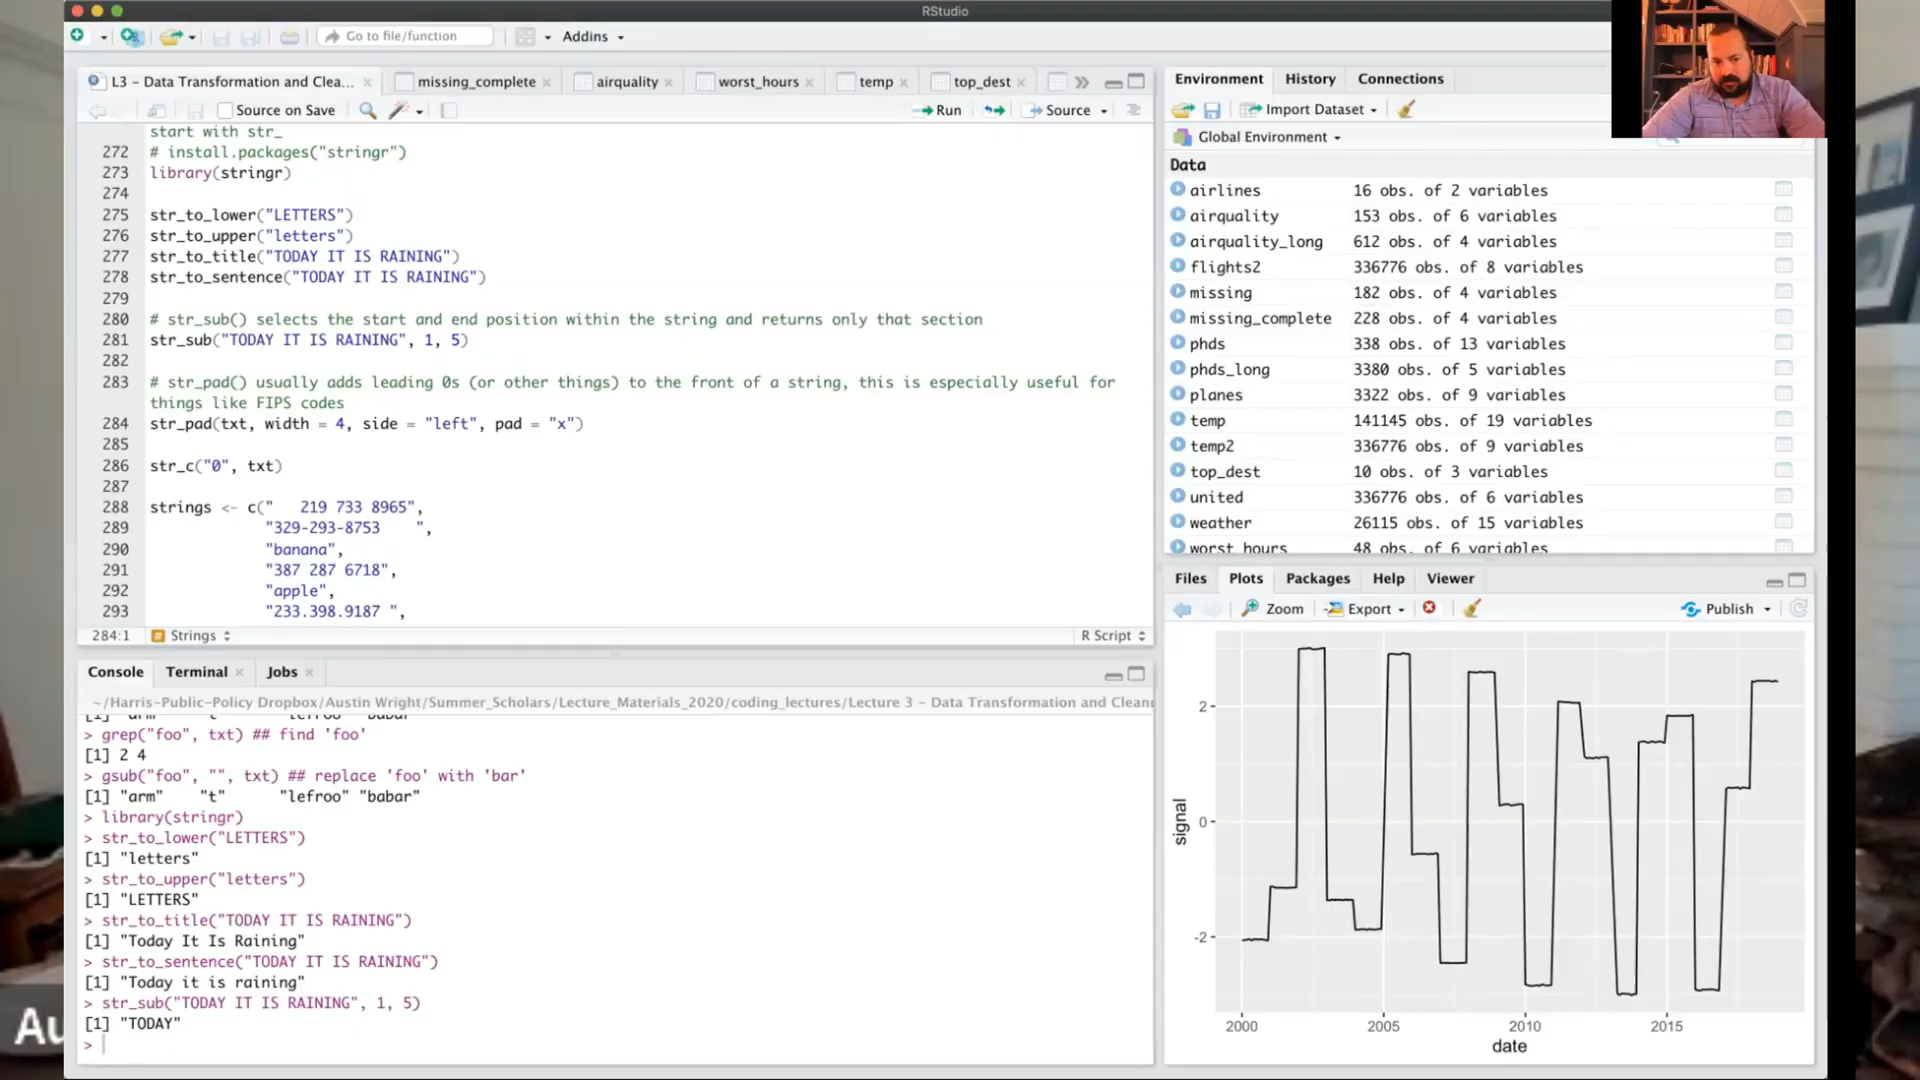 RStudio
Go to file/function
Addins
L3 - Data Transformation and Clea...
missing_complete
airquality
worst_hours
temp
top_dest
Source on Save
Run
Source
start with str_
272 # install.packages("stringr")
273 library(stringr)
274
275 str_to_lower("LETTERS")
276 str_to_upper("letters")
277 str_to_title("TODAY IT IS RAINING")
278 str_to_sentence("TODAY IT IS RAINING")
279
280 # str_sub() selects the start and end position within the string and returns only that section
281 str_sub("TODAY IT IS RAINING", 1, 5)
282
283 # str_pad() usually adds leading 0s (or other things) to the front of a string, this is especially useful for
things like FIPS codes
284 str_pad(txt, width = 4, side = "left", pad = "x")
285
286 str_c("0", txt)
287
288 strings <- c("   219 733 8965",
289 "329-293-8753    ",
290 "banana",
291 "387 287 6718",
292 "apple",
293 "233.398.9187 ",
284:1 Strings R Script
Console Terminal Jobs
~/Harris-Public-Policy Dropbox/Austin Wright/Summer_Scholars/Lecture_Materials_2020/coding_lectures/Lecture 3 - Data Transformation and Cleani
[1] "arm" "t" "lefroo" "babar"
> grep("foo", txt) ## find 'foo'
[1] 2 4
> gsub("foo", "", txt) ## replace 'foo' with 'bar'
[1] "arm"    "t"      "lefroo" "babar"
> library(stringr)
> str_to_lower("LETTERS")
[1] "letters"
> str_to_upper("letters")
[1] "LETTERS"
> str_to_title("TODAY IT IS RAINING")
[1] "Today It Is Raining"
> str_to_sentence("TODAY IT IS RAINING")
[1] "Today it is raining"
> str_sub("TODAY IT IS RAINING", 1, 5)
[1] "TODAY"
>
Environment History Connections
Import Dataset
Global Environment
Data
airlines 16 obs. of 2 variables
airquality 153 obs. of 6 variables
airquality_long 612 obs. of 4 variables
flights2 336776 obs. of 8 variables
missing 182 obs. of 4 variables
missing_complete 228 obs. of 4 variables
phds 338 obs. of 13 variables
phds_long 3380 obs. of 5 variables
planes 3322 obs. of 9 variables
temp 141145 obs. of 19 variables
temp2 336776 obs. of 9 variables
top_dest 10 obs. of 3 variables
united 336776 obs. of 6 variables
weather 26115 obs. of 15 variables
worst_hours 48 obs. of 6 variables
Files Plots Packages Help Viewer
Zoom Export Publish
signal
2
0
-2
2000 2005 2010 2015
date
Au